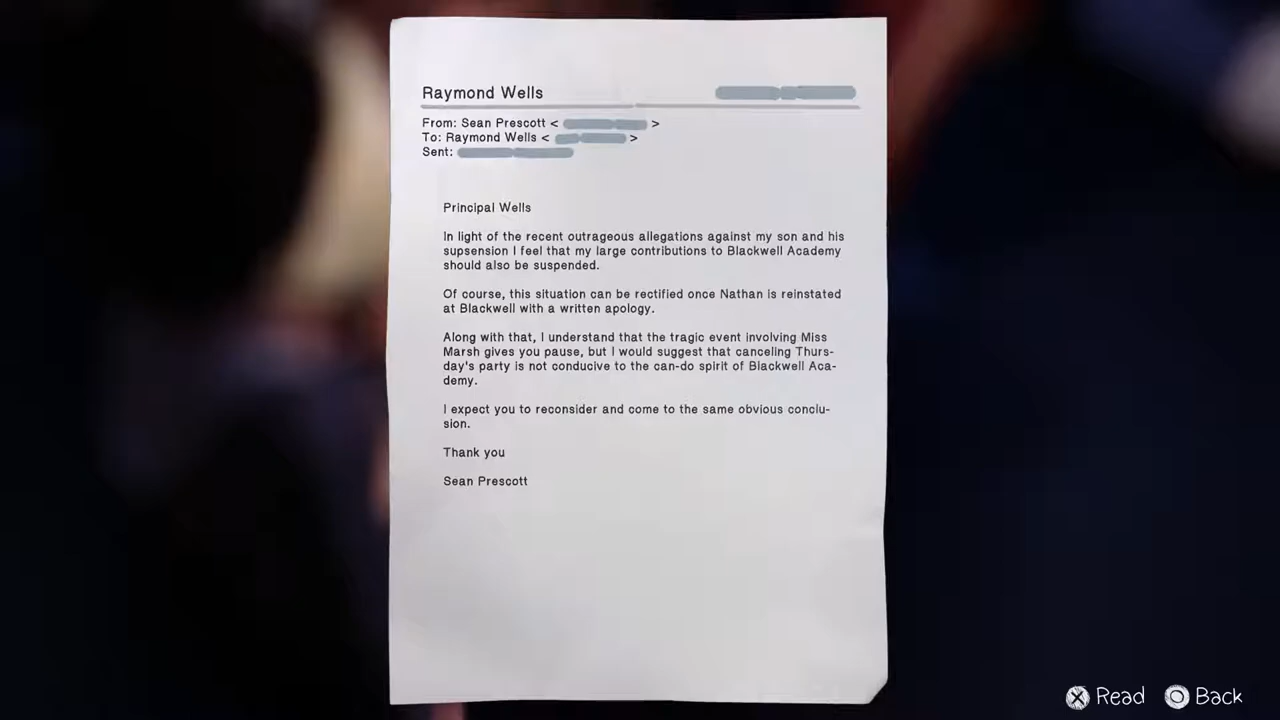 Raymond Wells
From: Sean Prescott < >
To: Raymond Wells < >
Sent:
Principal Wells
In light of the recent outrageous allegations against my son and his
supsension I feel that my large contributions to Blackwell Academy
should also be suspended.
Of course, this situation can be rectified once Nathan is reinstated
at Blackwell with a written apology.
Along with that, I understand that the tragic event involving Miss
Marsh gives you pause, but I would suggest that canceling Thurs-
day's party is not conducive to the can-do spirit of Blackwell Aca-
demy.
I expect you to reconsider and come to the same obvious conclu-
sion.
Thank you
Sean Prescott
Read Back